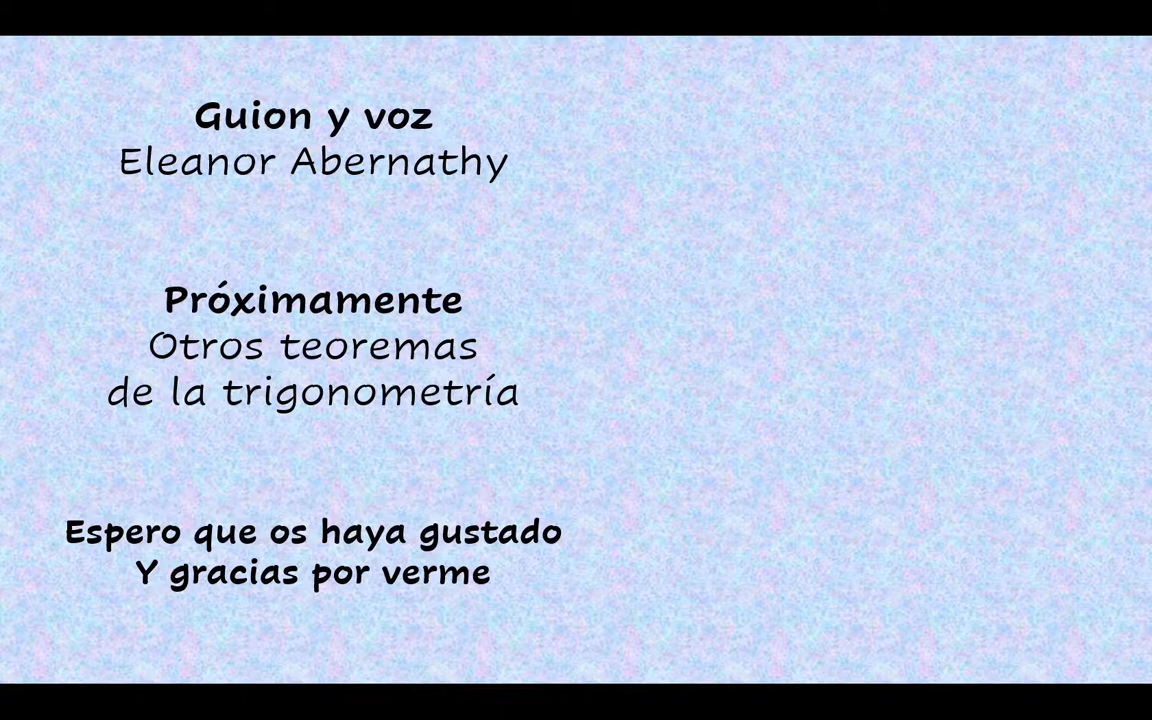 Guion y voz
Eleanor Abernathy
Próximamente
Otros teoremas
de la trigonometría
Espero que os haya gustado
Y gracias por verme